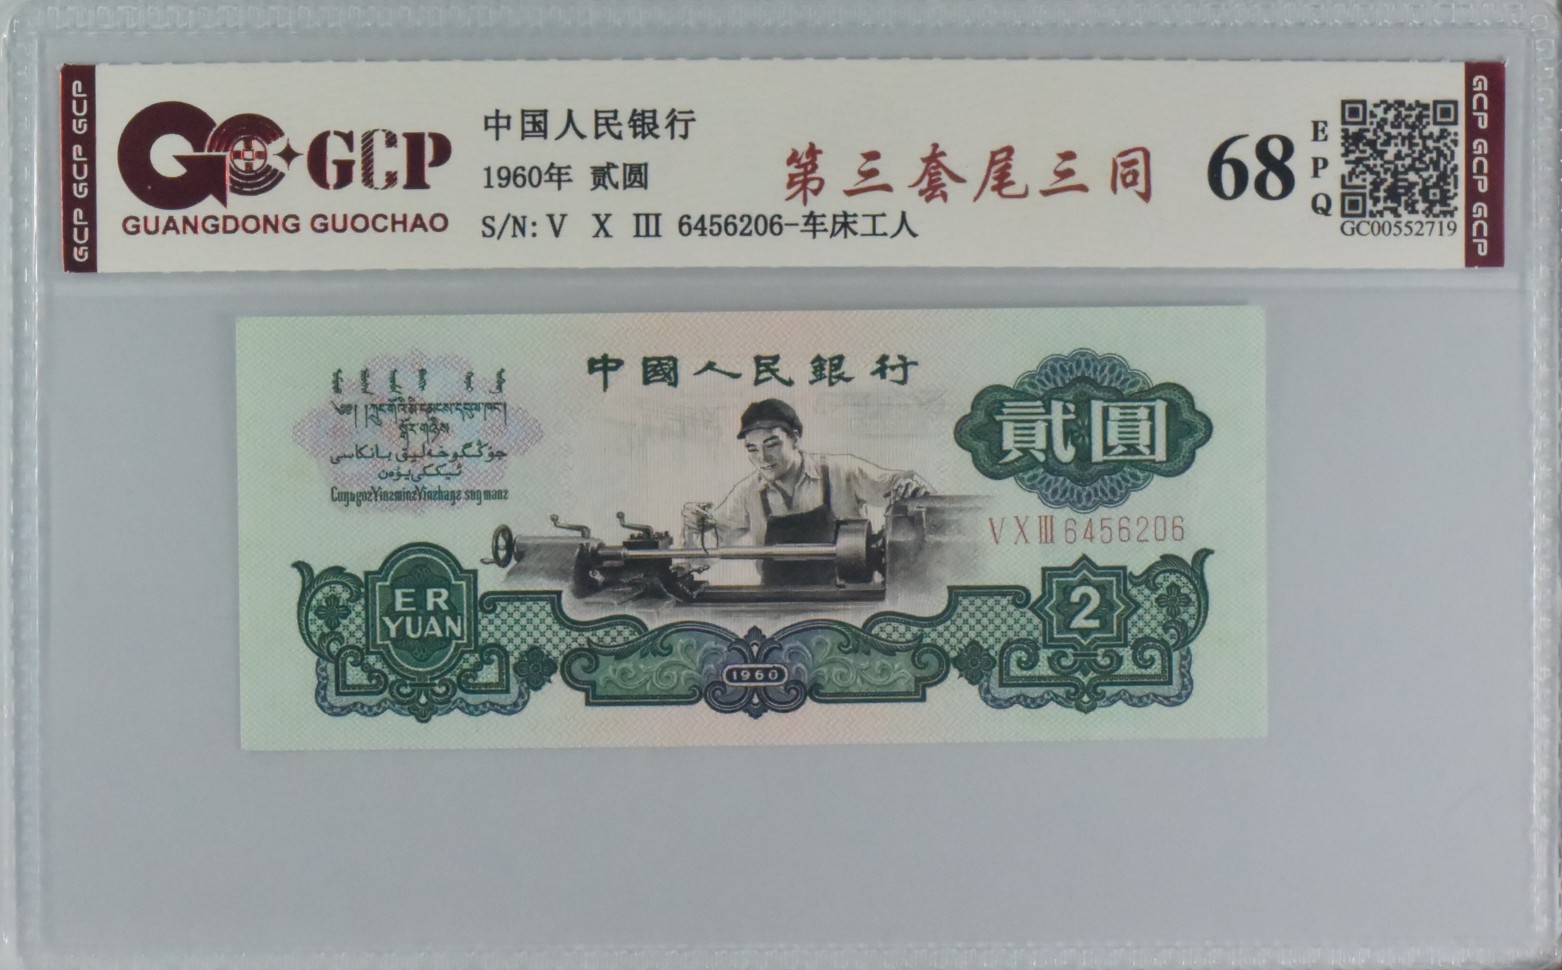 GCP GCP GCP
GCP
GUANGDONG GUOCHAO
中国人民银行
1960年 贰圆
S/N: V X III 6456206-车床工人
第三套尾三同
68
EPQ
GC00552719
GCP GCP GCP
中國人民銀行
貳圓
VXIII6456206
ER
YUAN
1960
2